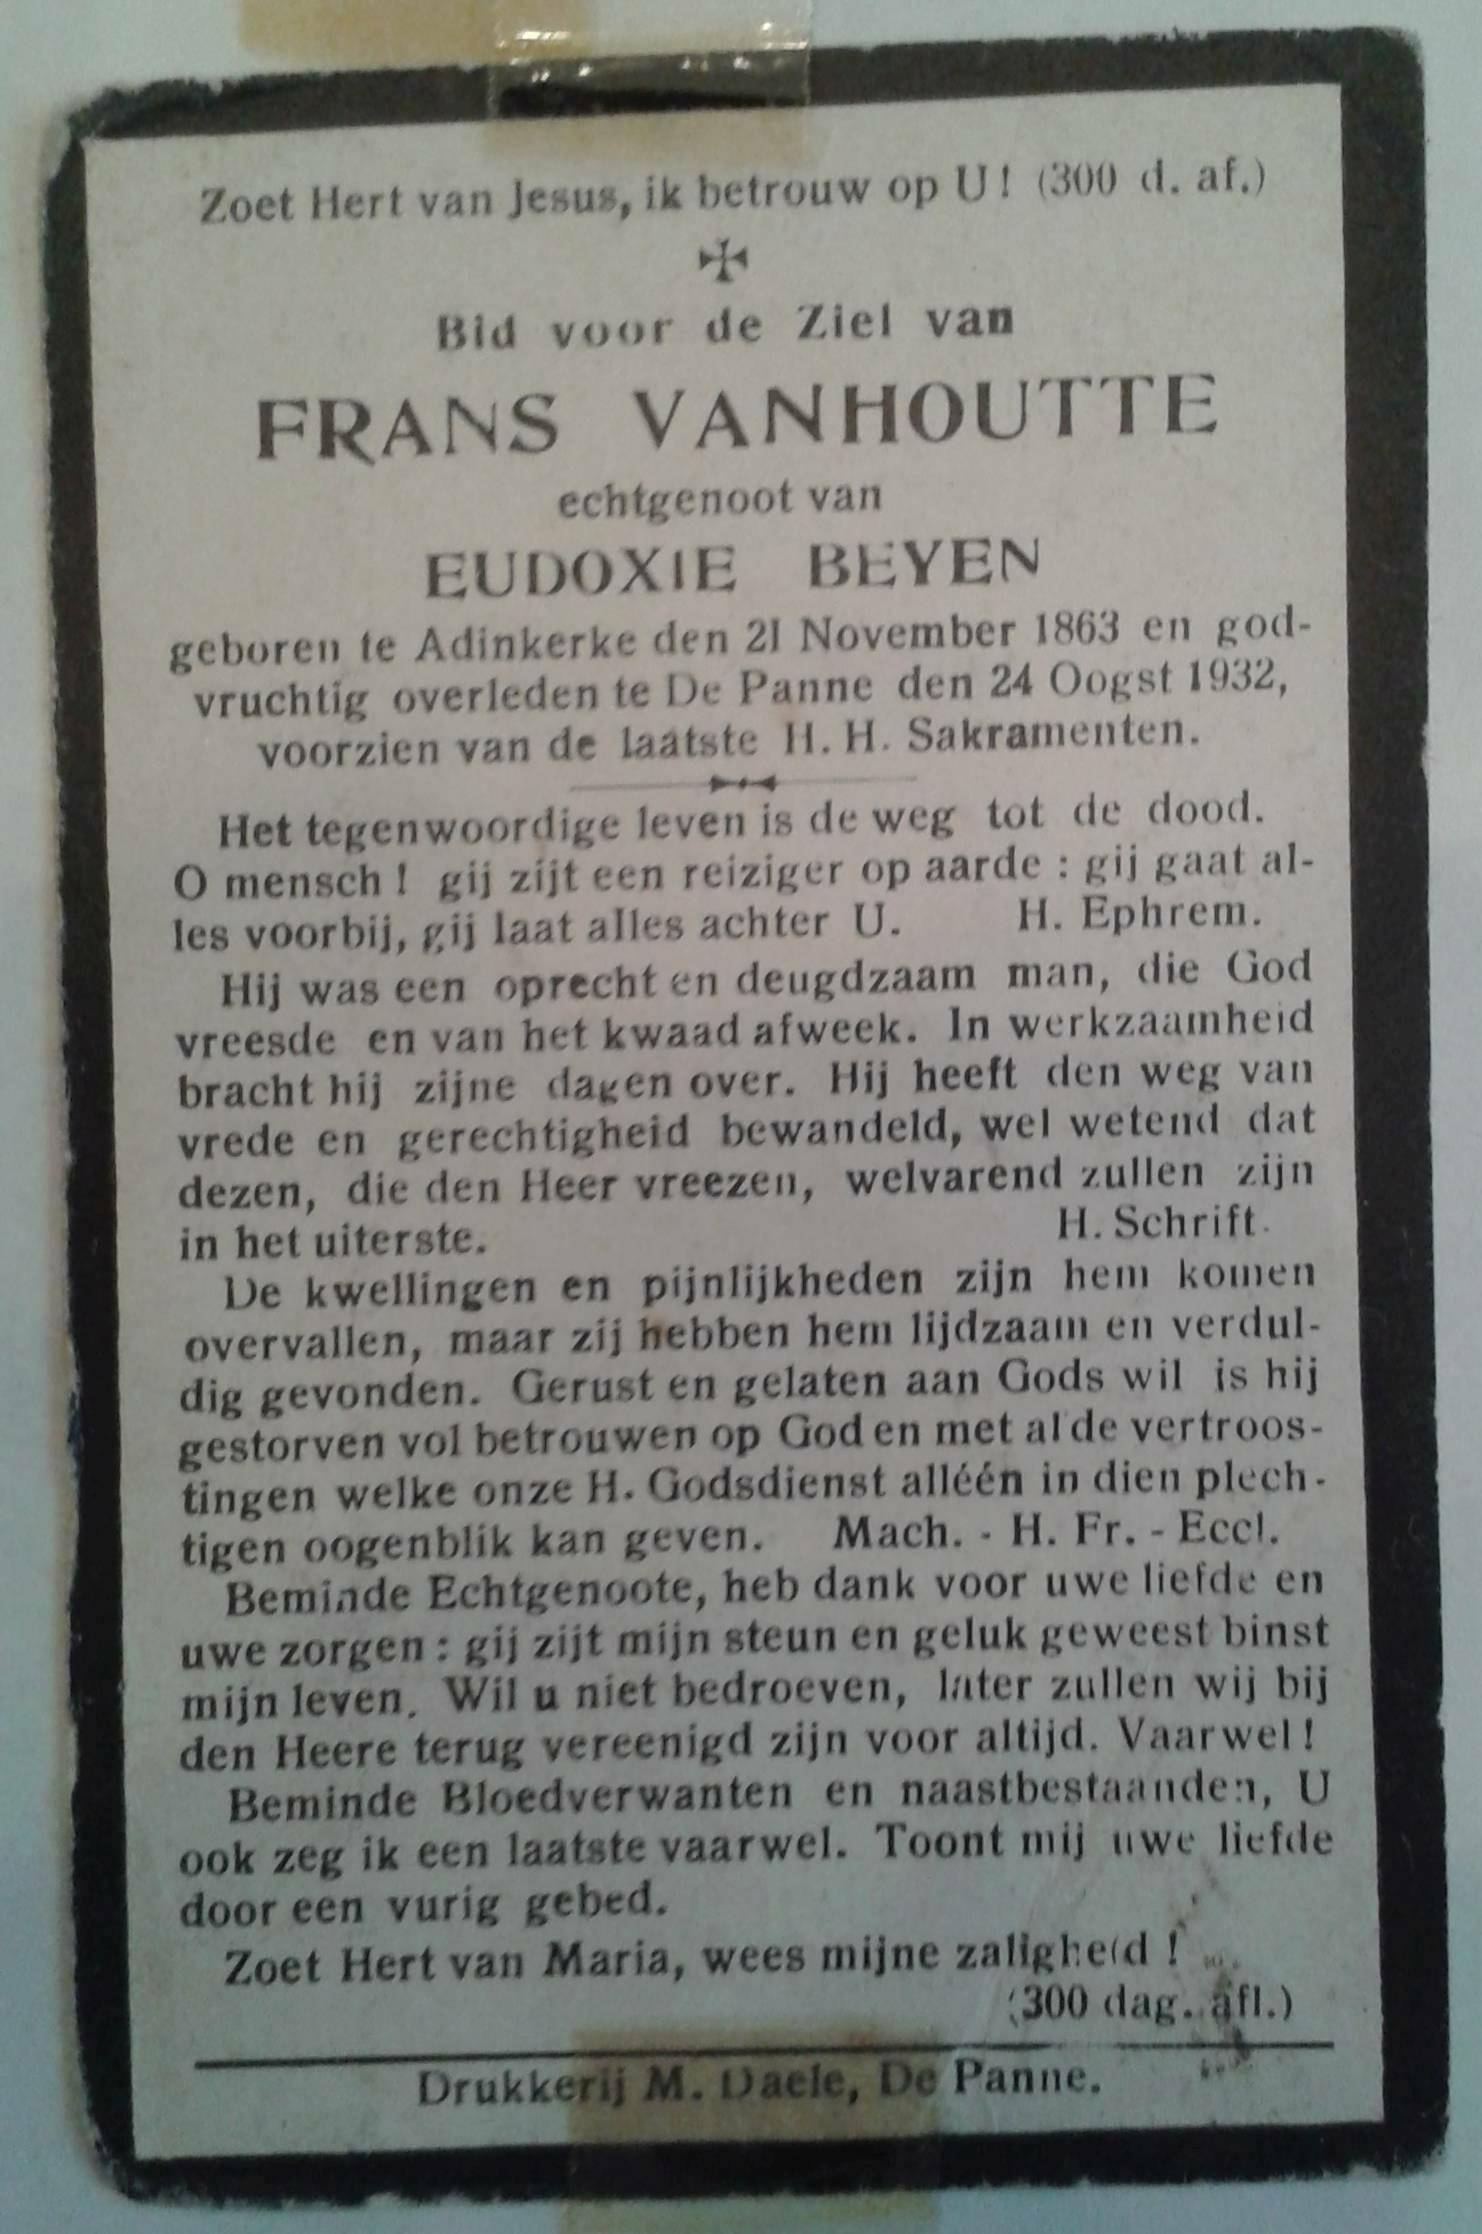 Zoet Hert van Jesus, ik betrouw op U! (300 d. af.)
Bid voor de Ziel van
FRANS VANHOUTTE
echtgenoot van
EUDOXIE BEYEN
geboren te Adinkerke den 21 November 1863 en god-
vruchtig overleden te De Panne den 24 Oogst 1932,
voorzien van de laatste H. H. Sakramenten.
Het tegenwoordige leven is de weg tot de dood.
O mensch! gij zijt een reiziger op aarde : gij gaat al-
les voorbij, gij laat alles achter U. H. Ephrem.
Hij was een oprecht en deugdzaam man, die God
vreesde en van het kwaad afweek. In werkzaamheid
bracht hij zijne dagen over. Hij heeft den weg van
vrede en gerechtigheid bewandeld, wel wetend dat
dezen, die den Heer vreezen, welvarend zullen zijn
in het uiterste. H. Schrift.
De kwellingen en pijnlijkheden zijn hem komen
overvallen, maar zij hebben hem lijdzaam en verdul-
dig gevonden. Gerust en gelaten aan Gods wil is hij
gestorven vol betrouwen op God en met al de vertroos-
tingen welke onze H. Godsdienst alléén in dien plech-
tigen oogenblik kan geven. Mach. - H. Fr. - Eccl.
Beminde Echtgenoote, heb dank voor uwe liefde en
uwe zorgen : gij zijt mijn steun en geluk geweest binst
mijn leven. Wil u niet bedroeven, later zullen wij bij
den Heere terug vereenigd zijn voor altijd. Vaarwel!
Beminde Bloedverwanten en naastbestaanden, U
ook zeg ik een laatste vaarwel. Toont mij uwe liefde
door een vurig gebed.
Zoet Hert van Maria, wees mijne zaligheid !
(300 dag. afl.)
Drukkerij M. Daele, De Panne.